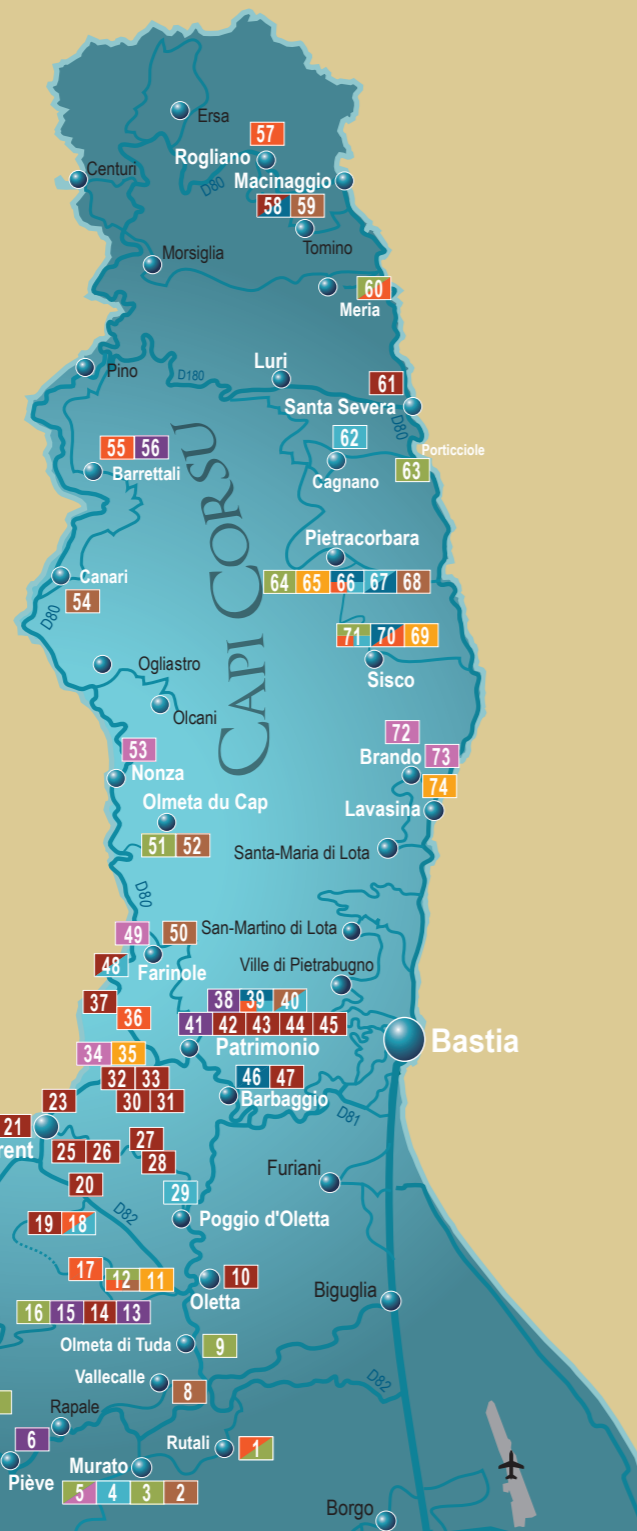 Ersa
57
Rogliano
Centuri
D80
Macinaggio
58 59
Tomino
Morsiglia
60
Meria
Luri
Pino
D180
61
Santa Severa
D80
62
Porticciole
55 56
Barrettali
Cagnano
63
CAPI CORSU
Pietracorbara
Canari
64 65 66 67 68
54
D80
71 70 69
Ogliastro
Sisco
Olcani
72
53
Brando 73
Nonza
74
Olmeta du Cap
Lavasina
51 52
Santa-Maria di Lota
D80
49 50
San-Martino di Lota
48
Farinole
Ville di Pietrabugno
37
38 39 40
36
41 42 43 44 45
Patrimonio
Bastia
34 35
32 33
46 47
23
30 31
Barbaggio
21
rent
27
D81
25 26
28
Furiani
20
29
D82
19 18
Poggio d'Oletta
17
12 11
10
Oletta
Biguglia
16 15 14 13
Olmeta di Tuda
9
Vallecalle
D82
8
Rapale
6
Rutali
1
Piève
Murato
5 4 3 2
Borgo